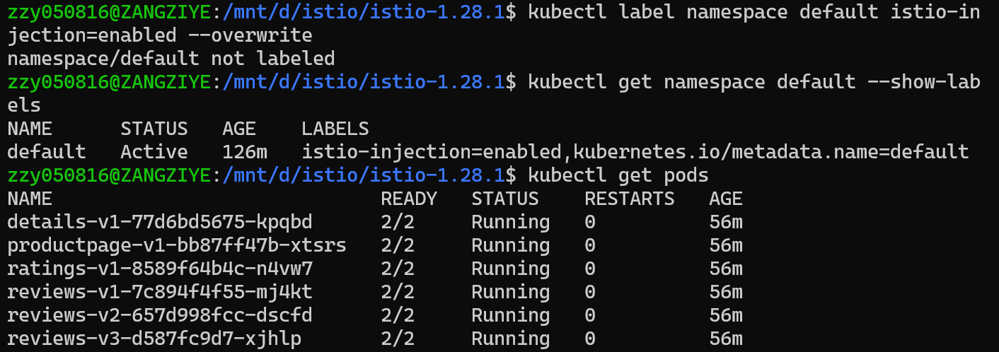 zzy050816@ZANGZIYE:/mnt/d/istio/istio-1.28.1$ kubectl label namespace default istio-in
jection=enabled --overwrite
namespace/default not labeled
zzy050816@ZANGZIYE:/mnt/d/istio/istio-1.28.1$ kubectl get namespace default --show-lab
els
NAME      STATUS   AGE    LABELS
default   Active   126m   istio-injection=enabled,kubernetes.io/metadata.name=default
zzy050816@ZANGZIYE:/mnt/d/istio/istio-1.28.1$ kubectl get pods
NAME                             READY   STATUS    RESTARTS   AGE
details-v1-77d6bd5675-kpqbd      2/2     Running   0          56m
productpage-v1-bb87ff47b-xtsrs   2/2     Running   0          56m
ratings-v1-8589f64b4c-n4vw7      2/2     Running   0          56m
reviews-v1-7c894f4f55-mj4kt      2/2     Running   0          56m
reviews-v2-657d998fcc-dscfd      2/2     Running   0          56m
reviews-v3-d587fc9d7-xjhlp       2/2     Running   0          56m